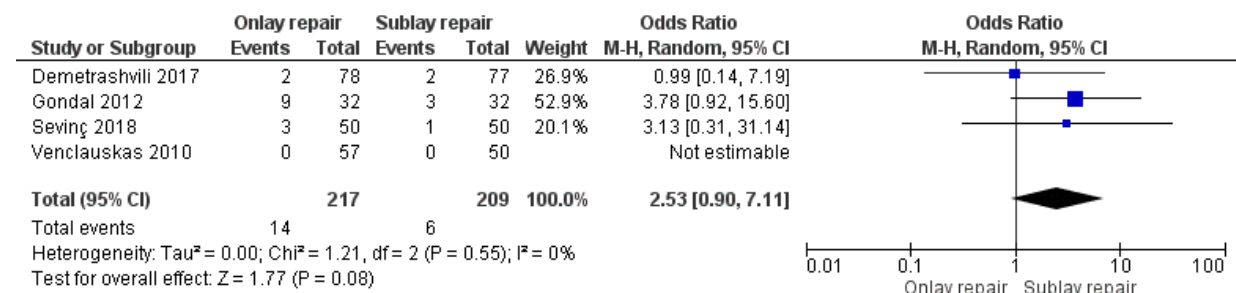 Onlay repair Sublay repair Odds Ratio Odds Ratio
Study or Subgroup Events Total Events Total Weight M-H, Random, 95% CI M-H, Random, 95% CI
Demetrashvili 2017 2 78 2 77 26.9% 0.99 [0.14, 7.19]
Gondal 2012 9 32 3 32 52.9% 3.78 [0.92, 15.60]
Sevinç 2018 3 50 1 50 20.1% 3.13 [0.31, 31.14]
Venclauskas 2010 0 57 0 50 Not estimable
Total (95% CI) 217 209 100.0% 2.53 [0.90, 7.11]
Total events 14 6
Heterogeneity: Tau² = 0.00; Chi² = 1.21, df = 2 (P = 0.55); I² = 0%
Test for overall effect: Z = 1.77 (P = 0.08)
0.01 0.1 1 10 100
Onlay repair Sublay repair